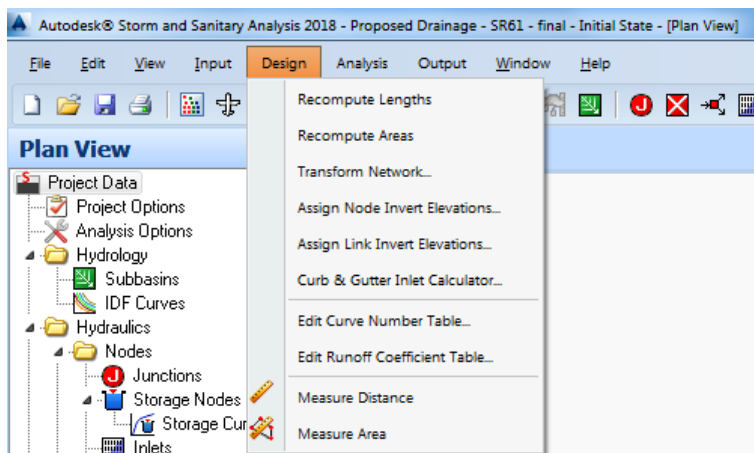 Autodesk® Storm and Sanitary Analysis 2018 - Proposed Drainage - SR61 - final - Initial State - [Plan View]
File Edit View Input Design Analysis Output Window Help
Plan View
Project Data
Project Options
Analysis Options
Hydrology
Subbasins
IDF Curves
Hydraulics
Nodes
Junctions
Storage Nodes
Storage Cur
Inlets
Recompute Lengths
Recompute Areas
Transform Network...
Assign Node Invert Elevations...
Assign Link Invert Elevations...
Curb & Gutter Inlet Calculator...
Edit Curve Number Table...
Edit Runoff Coefficient Table...
Measure Distance
Measure Area